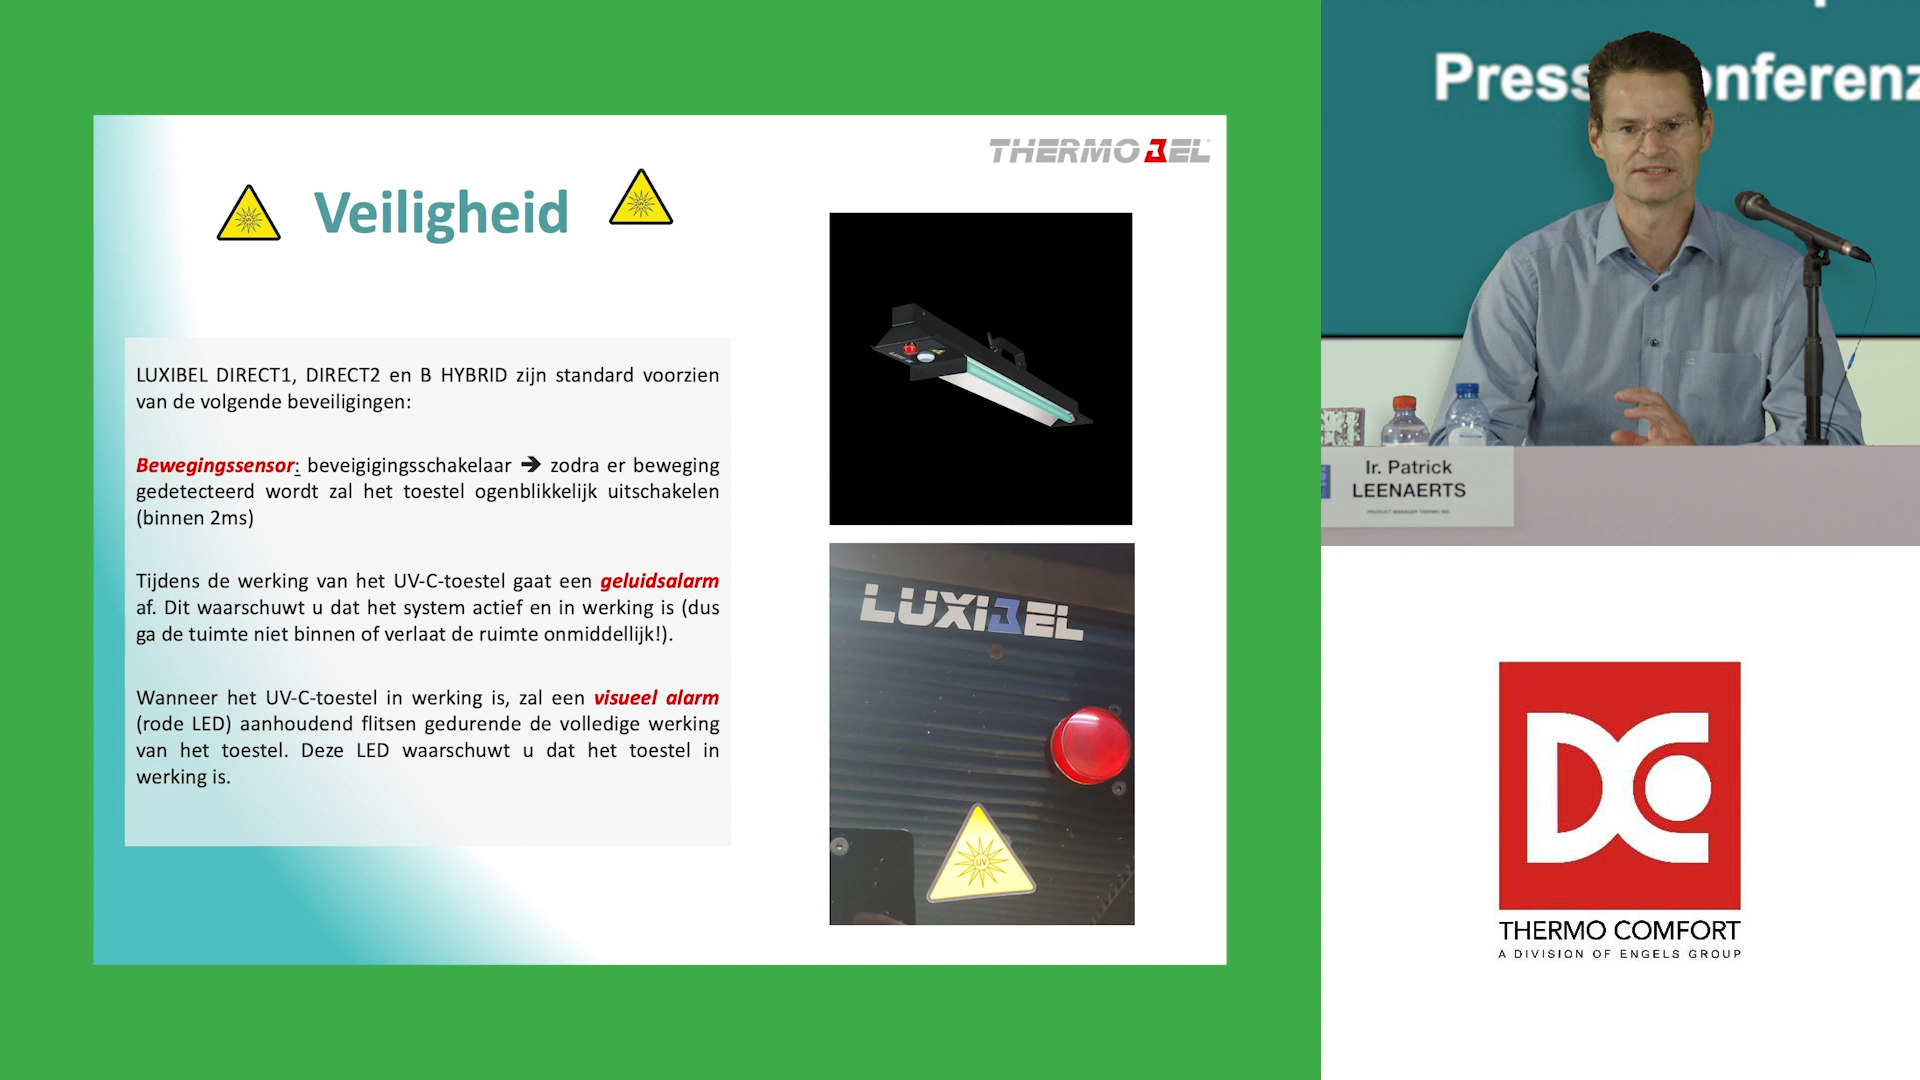 THERMOBEL
Veiligheid
LUXIBEL DIRECT1, DIRECT2 en B HYBRID zijn standard voorzien
van de volgende beveiligingen:
Bewegingssensor: beveigigingsschakelaar ➔ zodra er beweging
gedetecteerd wordt zal het toestel ogenblikkelijk uitschakelen
(binnen 2ms)
Tijdens de werking van het UV-C-toestel gaat een geluidsalarm
af. Dit waarschuwt u dat het system actief en in werking is (dus
ga de tuimte niet binnen of verlaat de ruimte onmiddellijk!).
Wanneer het UV-C-toestel in werking is, zal een visueel alarm
(rode LED) aanhoudend flitsen gedurende de volledige werking
van het toestel. Deze LED waarschuwt u dat het toestel in
werking is.
LUXIBEL
UV
Ir. Patrick
LEENAERTS
PRODUCT MANAGER THERMO BEL
DC
THERMO COMFORT
A DIVISION OF ENGELS GROUP